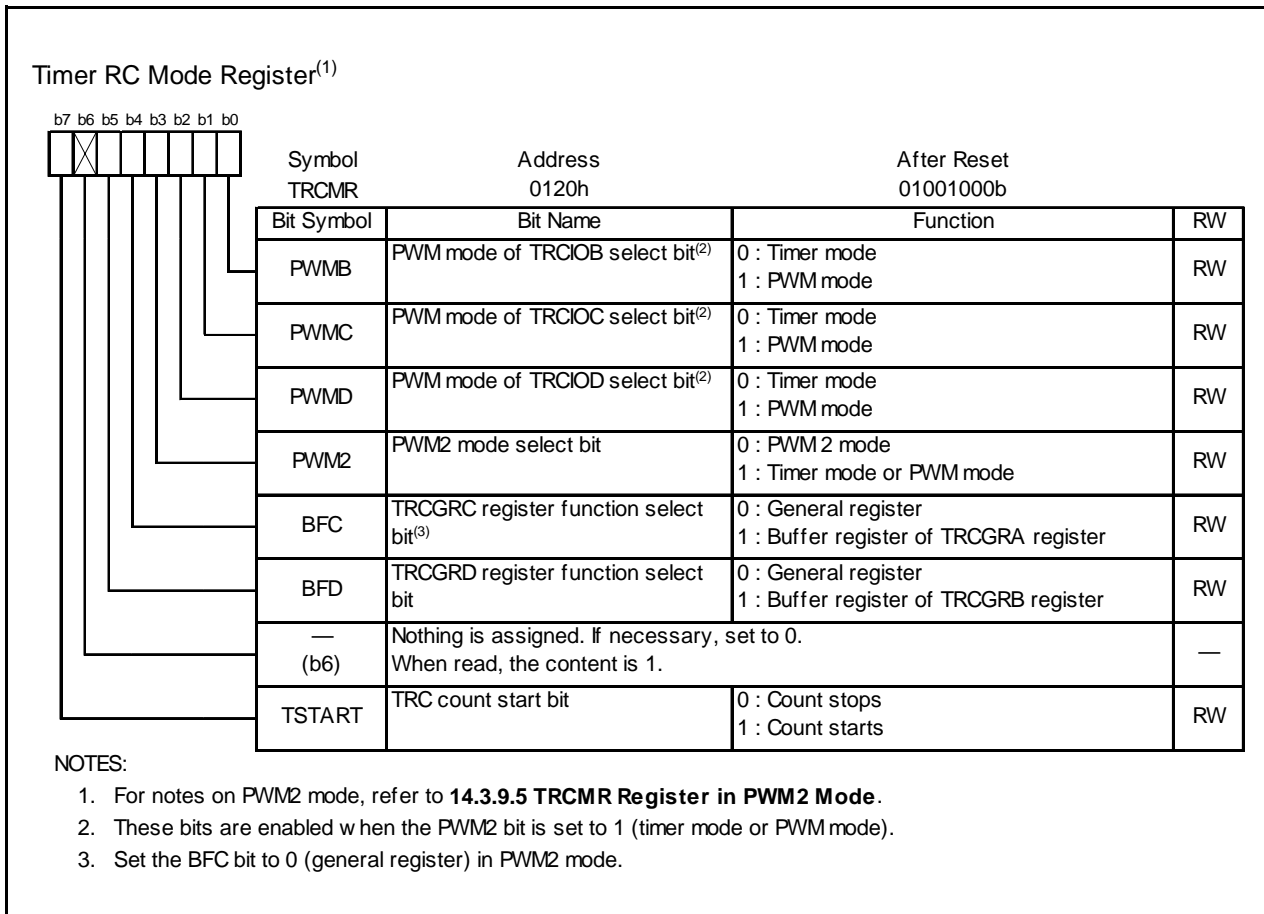 Timer RC Mode Register(1)
b7 b6 b5 b4 b3 b2 b1 b0
Symbol Address After Reset
TRCMR 0120h 01001000b
Bit Symbol Bit Name Function RW
PWMB PWM mode of TRCIOB select bit(2) 0 : Timer mode
1 : PWM mode RW
PWMC PWM mode of TRCIOC select bit(2) 0 : Timer mode
1 : PWM mode RW
PWMD PWM mode of TRCIOD select bit(2) 0 : Timer mode
1 : PWM mode RW
PWM2 PWM2 mode select bit 0 : PWM 2 mode
1 : Timer mode or PWM mode RW
BFC TRCGRC register function select
bit(3) 0 : General register
1 : Buffer register of TRCGRA register RW
BFD TRCGRD register function select
bit 0 : General register
1 : Buffer register of TRCGRB register RW
—
(b6) Nothing is assigned. If necessary, set to 0.
When read, the content is 1. —
TSTART TRC count start bit 0 : Count stops
1 : Count starts RW
NOTES:
1. For notes on PWM2 mode, refer to 14.3.9.5 TRCMR Register in PWM2 Mode.
2. These bits are enabled when the PWM2 bit is set to 1 (timer mode or PWM mode).
3. Set the BFC bit to 0 (general register) in PWM2 mode.